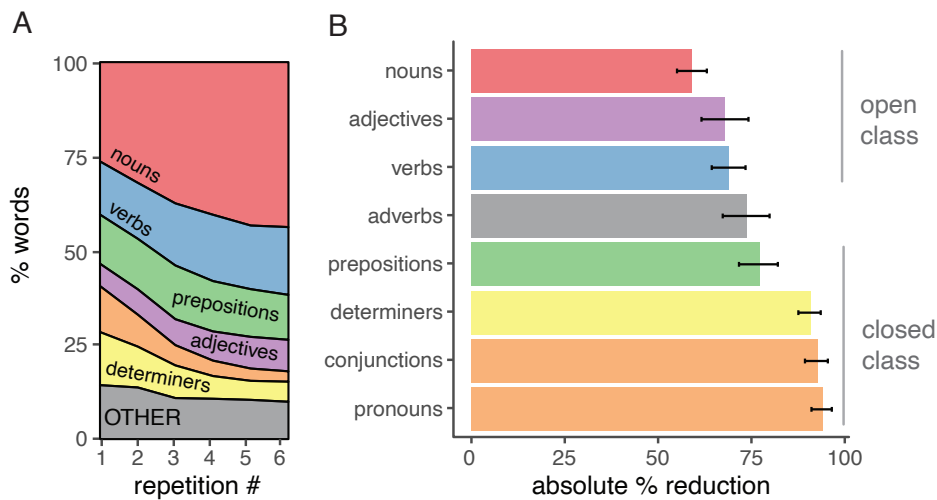 A
100
75
50
25
0
% words
nouns
verbs
prepositions
adjectives
determiners
OTHER
1 2 3 4 5 6
repetition #
B
nouns
adjectives
verbs
adverbs
prepositions
determiners
conjunctions
pronouns
open
class
closed
class
0 25 50 75 100
absolute % reduction